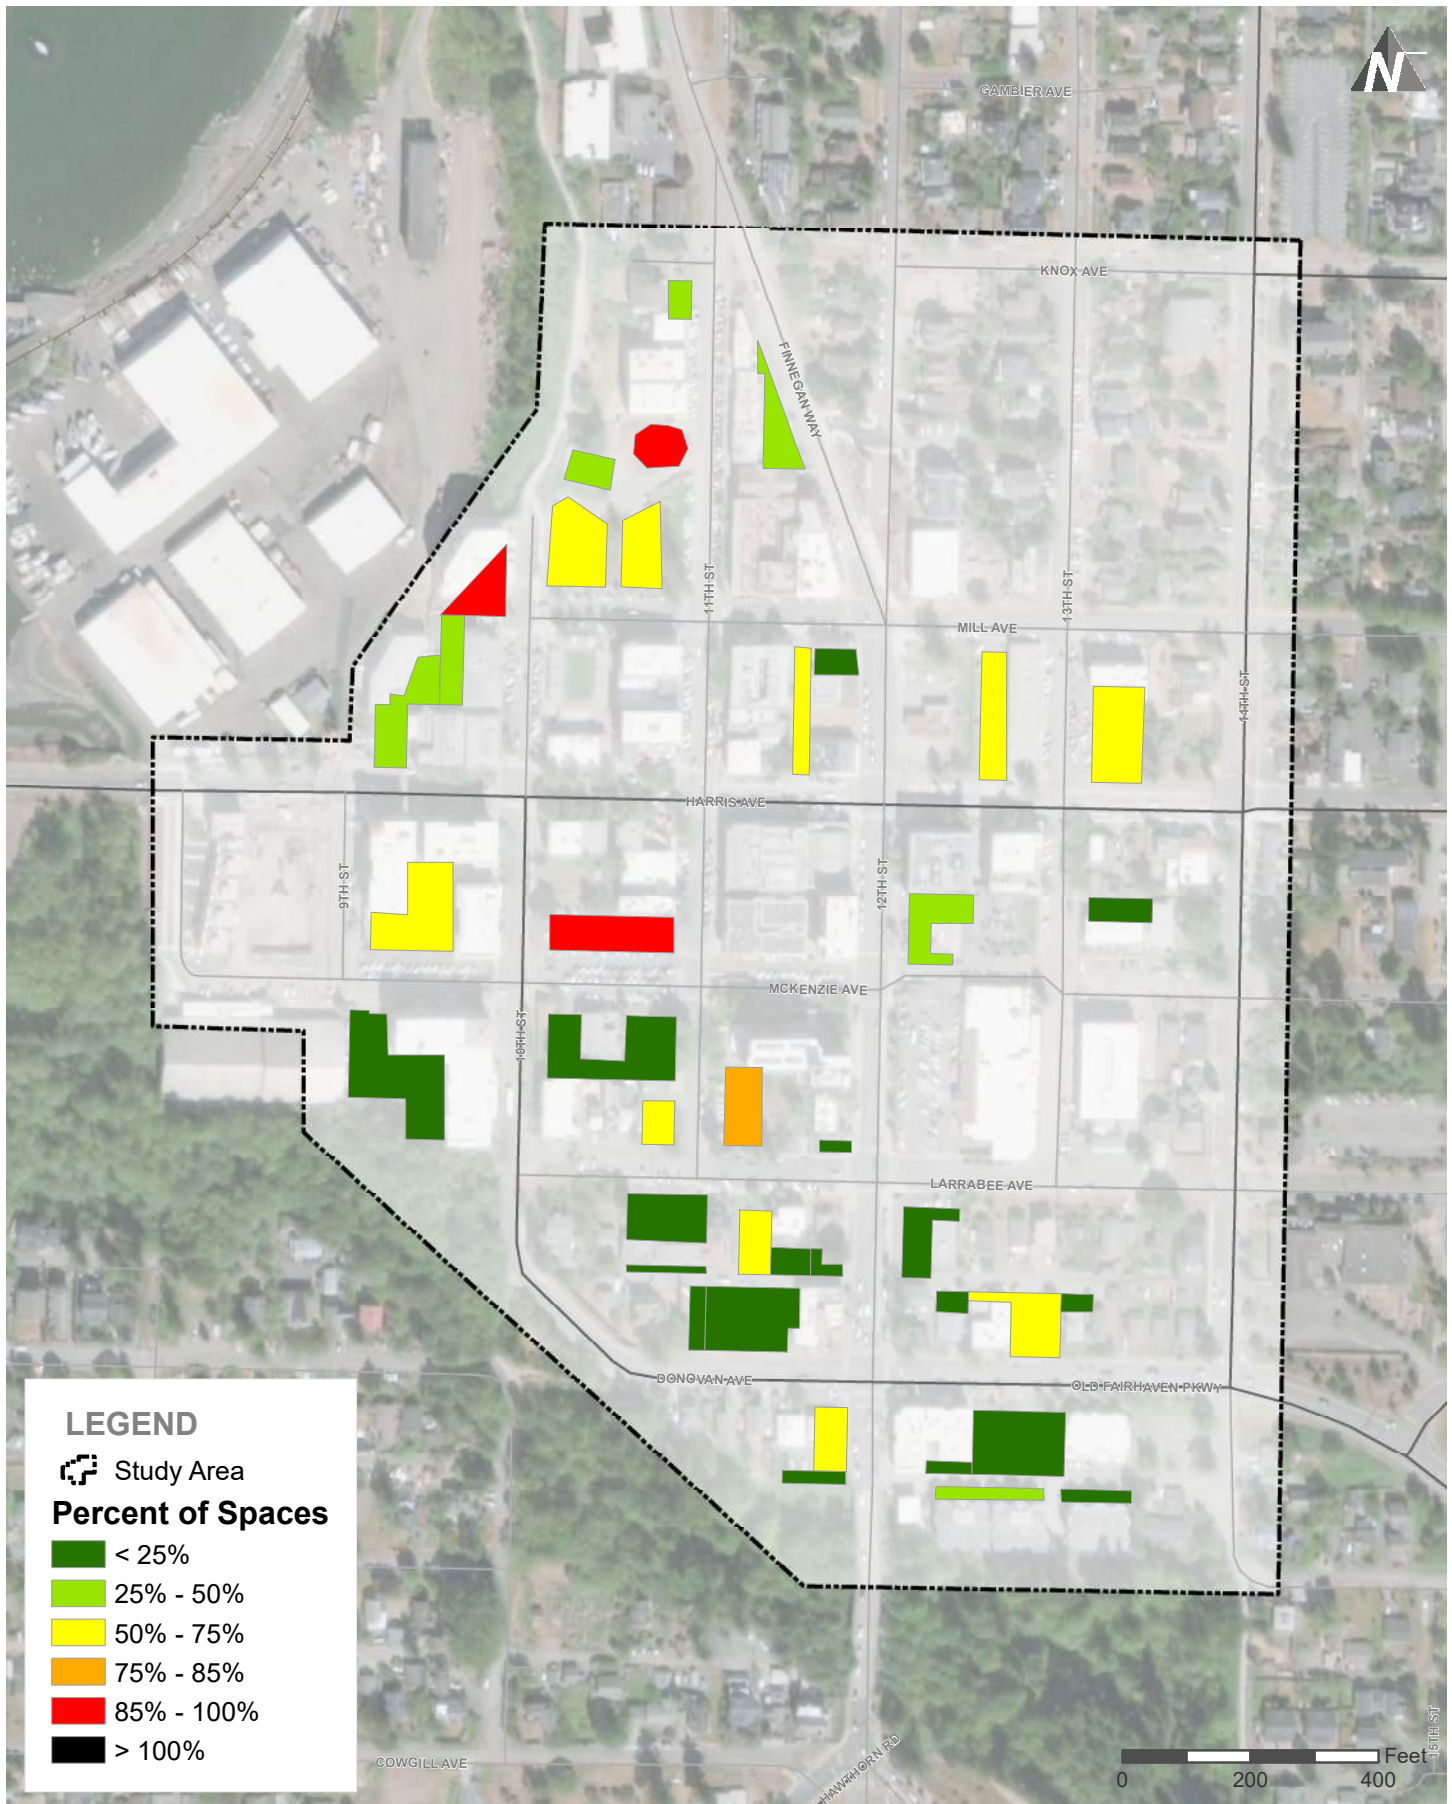 N
GAMBIER AVE
KNOX AVE
FINNEGAN WAY
11TH ST
13TH ST
MILL AVE
14TH ST
HARRIS AVE
9TH ST
12TH ST
MCKENZIE AVE
10TH ST
LARRABEE AVE
DONOVAN AVE
OLD FAIRHAVEN PKWY
LEGEND
Study Area
Percent of Spaces
< 25%
25% - 50%
50% - 75%
75% - 85%
85% - 100%
> 100%
COWGILL AVE
HAWTHORN RD
15TH ST
Feet
0 200 400